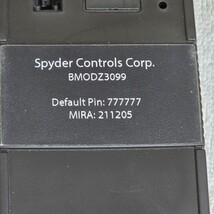 Spyder Controls Corp.
BMODZ3099
Default Pin: 777777
MIRA: 211205